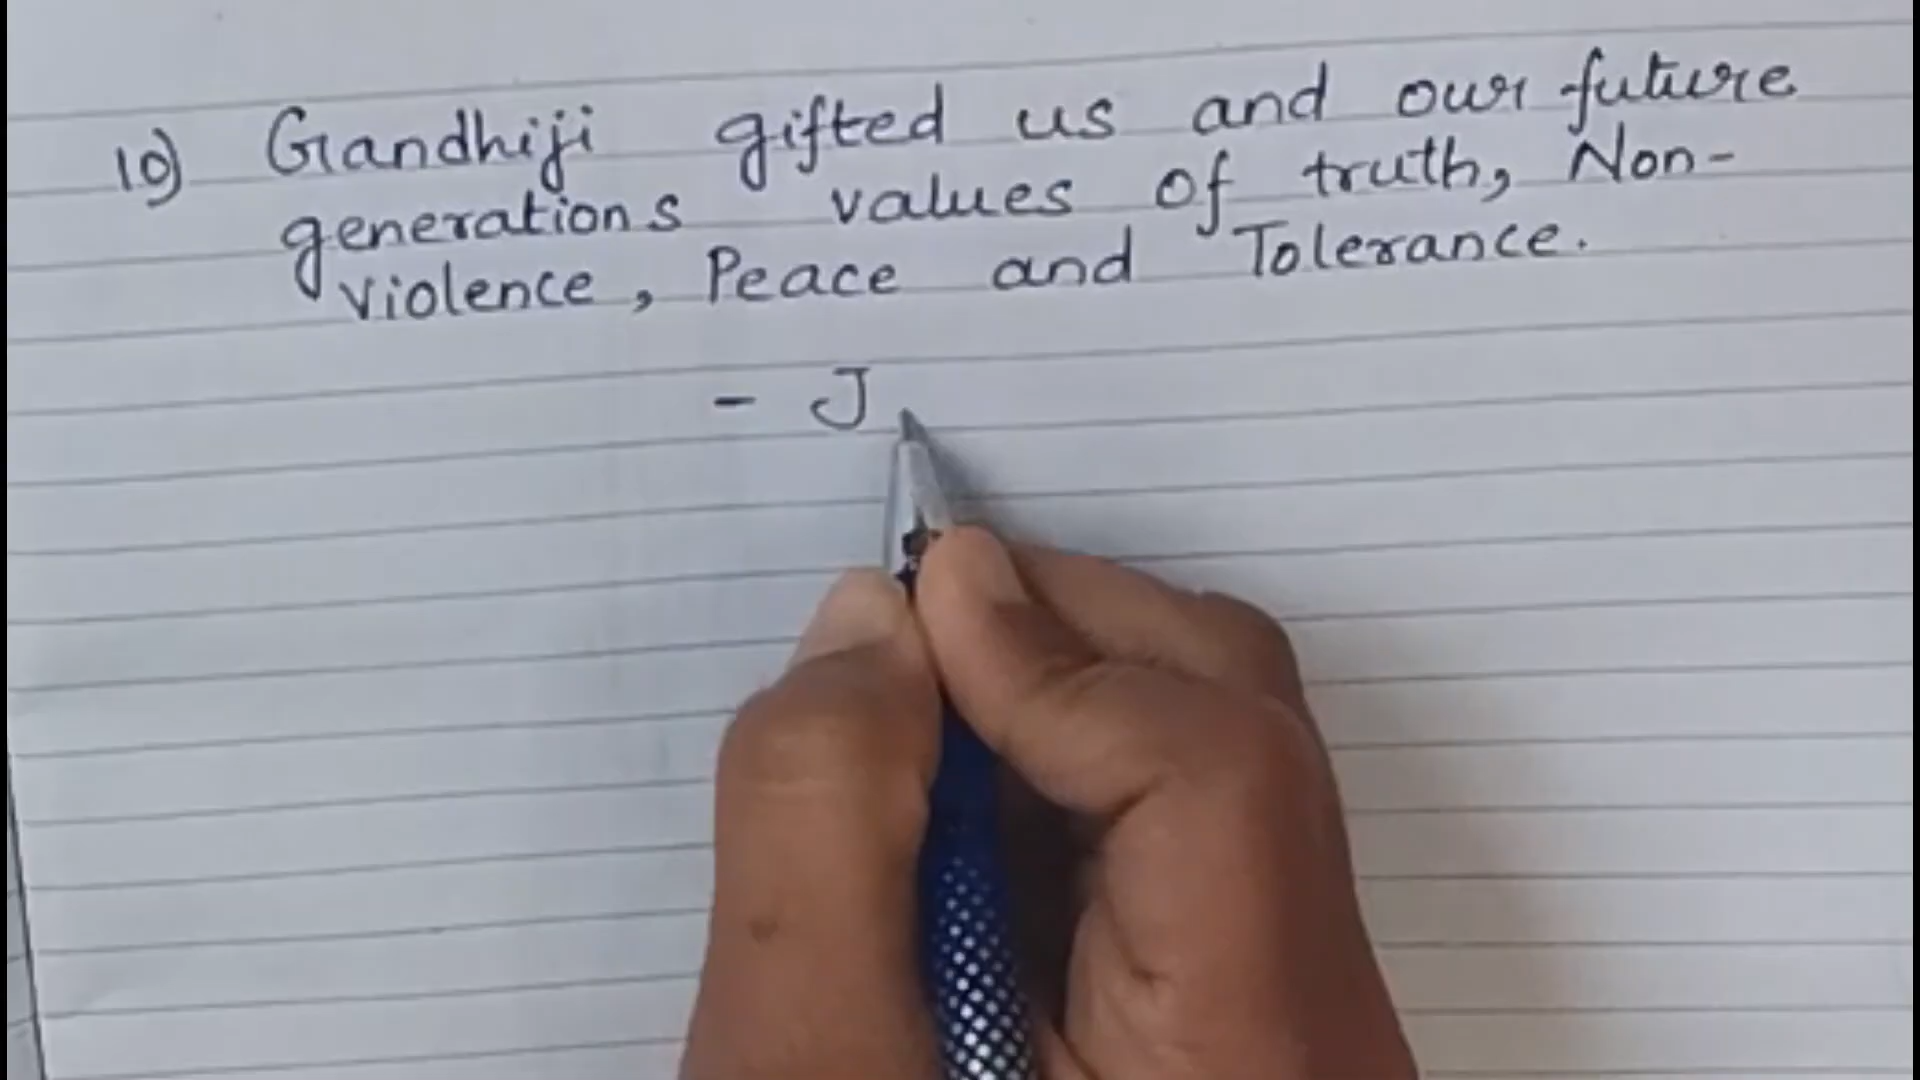 10) Gandhiji gifted us and our future
generations values of truth, Non-
violence, Peace and Tolerance.
- J